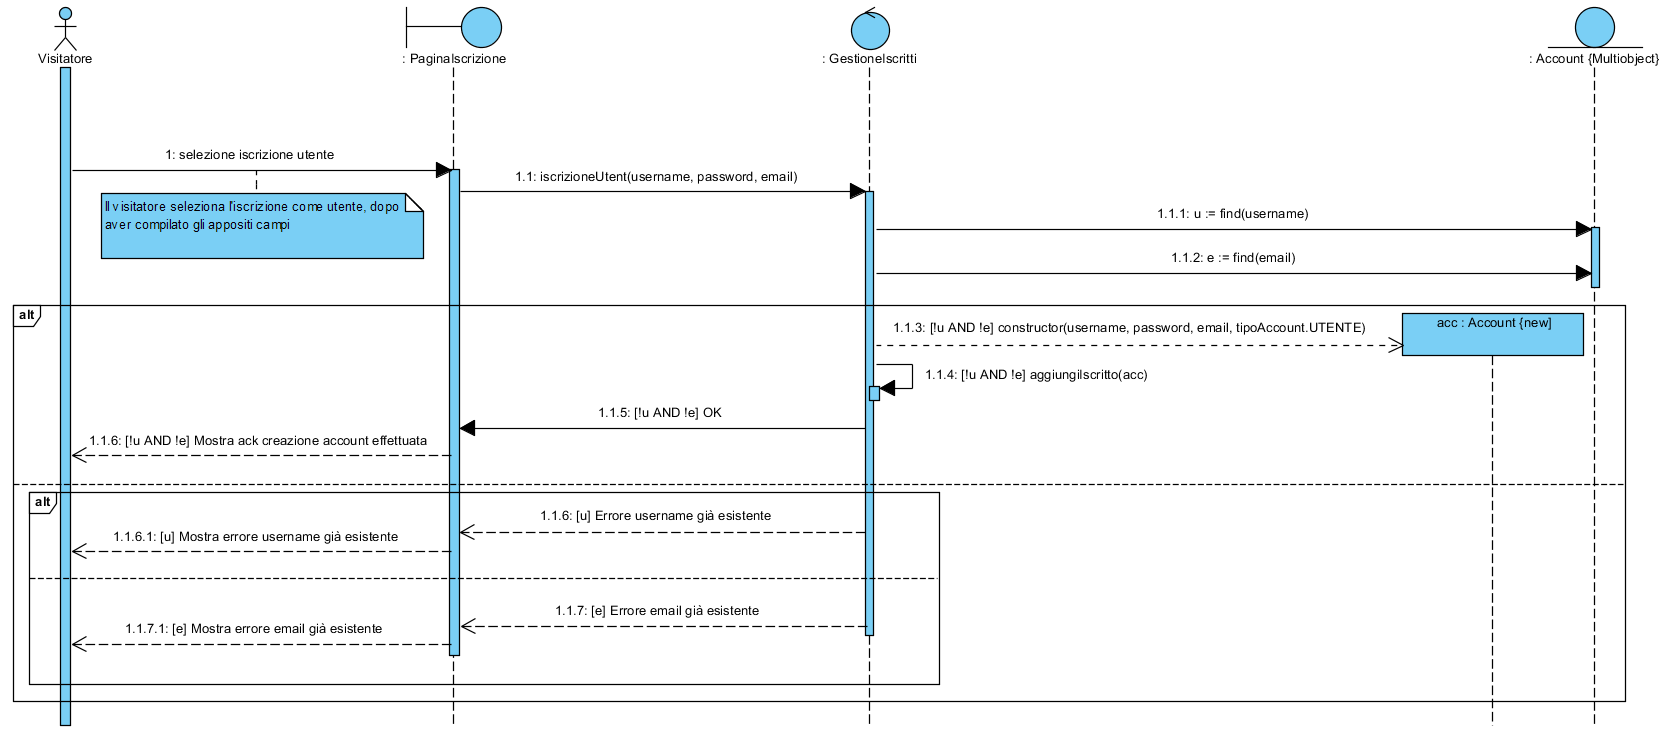 Visitatore
: PaginaIscrizione
: GestioneIscritti
: Account {Multiobject}
1: selezione iscrizione utente
1.1: iscrizioneUtent(username, password, email)
Il visitatore seleziona l'iscrizione come utente, dopo
aver compilato gli appositi campi
1.1.1: u := find(username)
1.1.2: e := find(email)
alt
acc : Account {new]
1.1.3: [!u AND !e] constructor(username, password, email, tipoAccount.UTENTE)
1.1.4: [!u AND !e] aggiungiIscritto(acc)
1.1.5: [!u AND !e] OK
1.1.6: [!u AND !e] Mostra ack creazione account effettuata
alt
1.1.6: [u] Errore username già esistente
1.1.6.1: [u] Mostra errore username già esistente
1.1.7: [e] Errore email già esistente
1.1.7.1: [e] Mostra errore email già esistente